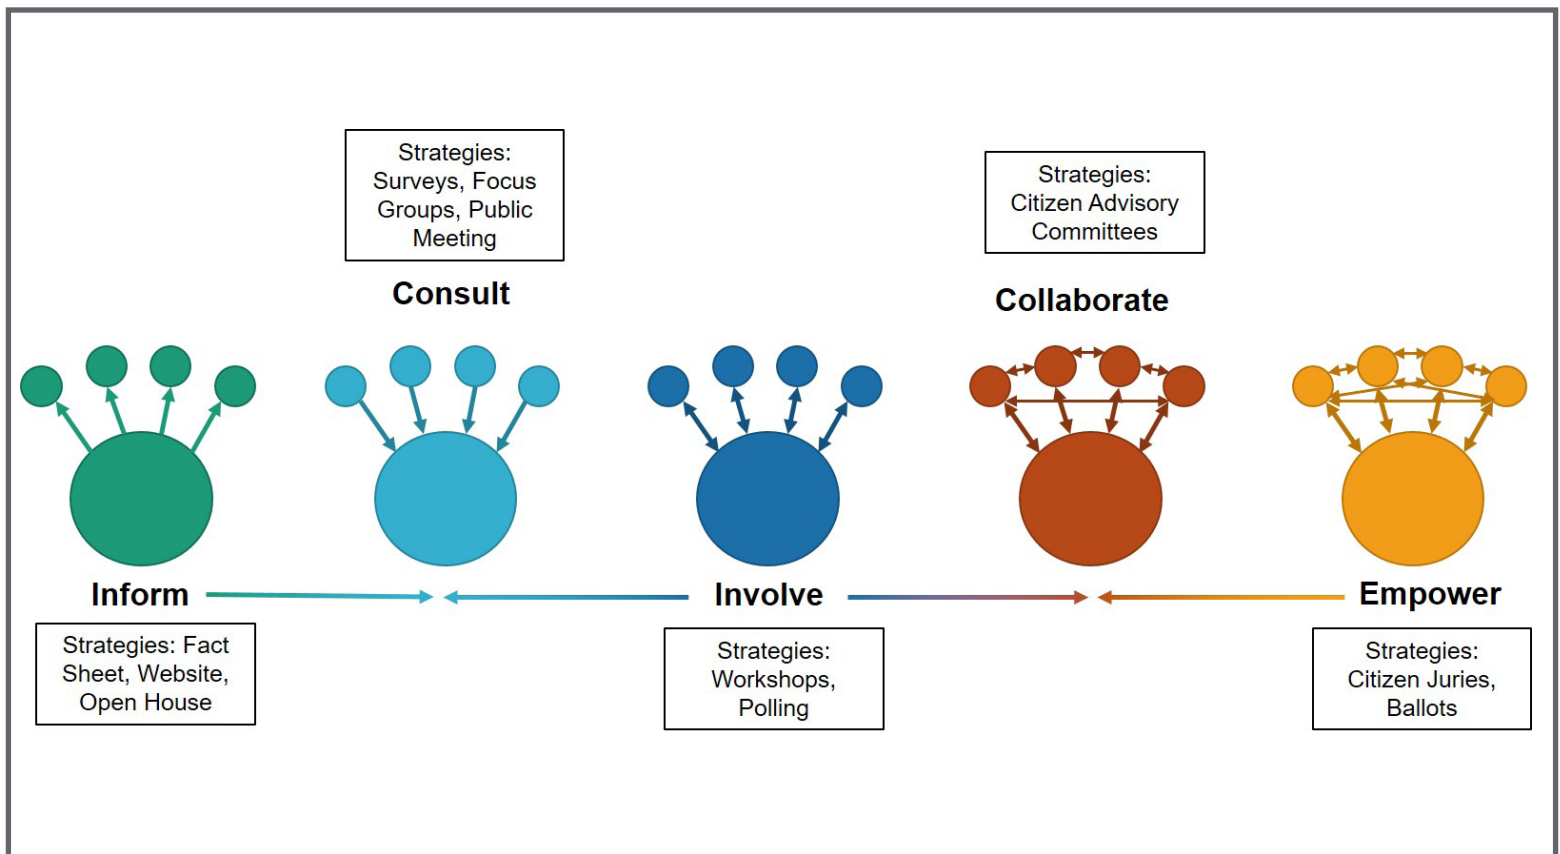 Strategies:
Surveys, Focus
Groups, Public
Meeting
Consult
Strategies:
Citizen Advisory
Committees
Collaborate
Inform
Strategies: Fact
Sheet, Website,
Open House
Involve
Strategies:
Workshops,
Polling
Empower
Strategies:
Citizen Juries,
Ballots